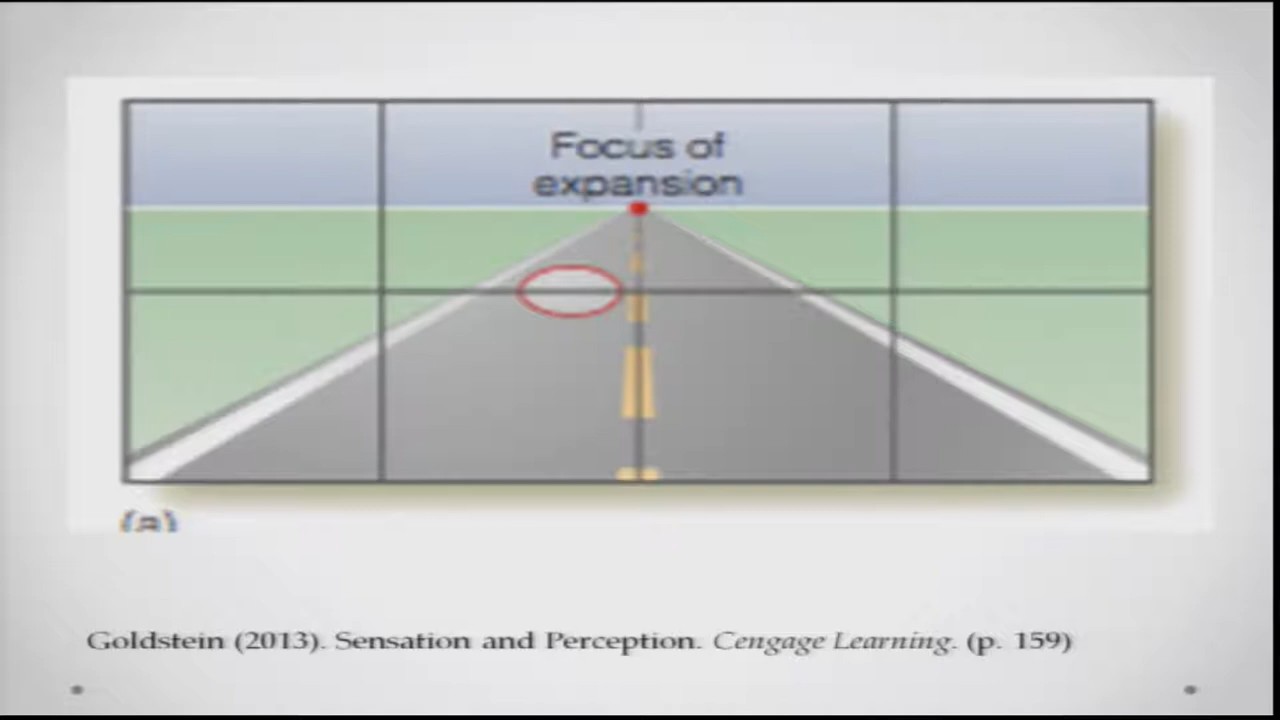 Focus of
expansion
(a)
Goldstein (2013). Sensation and Perception. Cengage Learning. (p. 159)